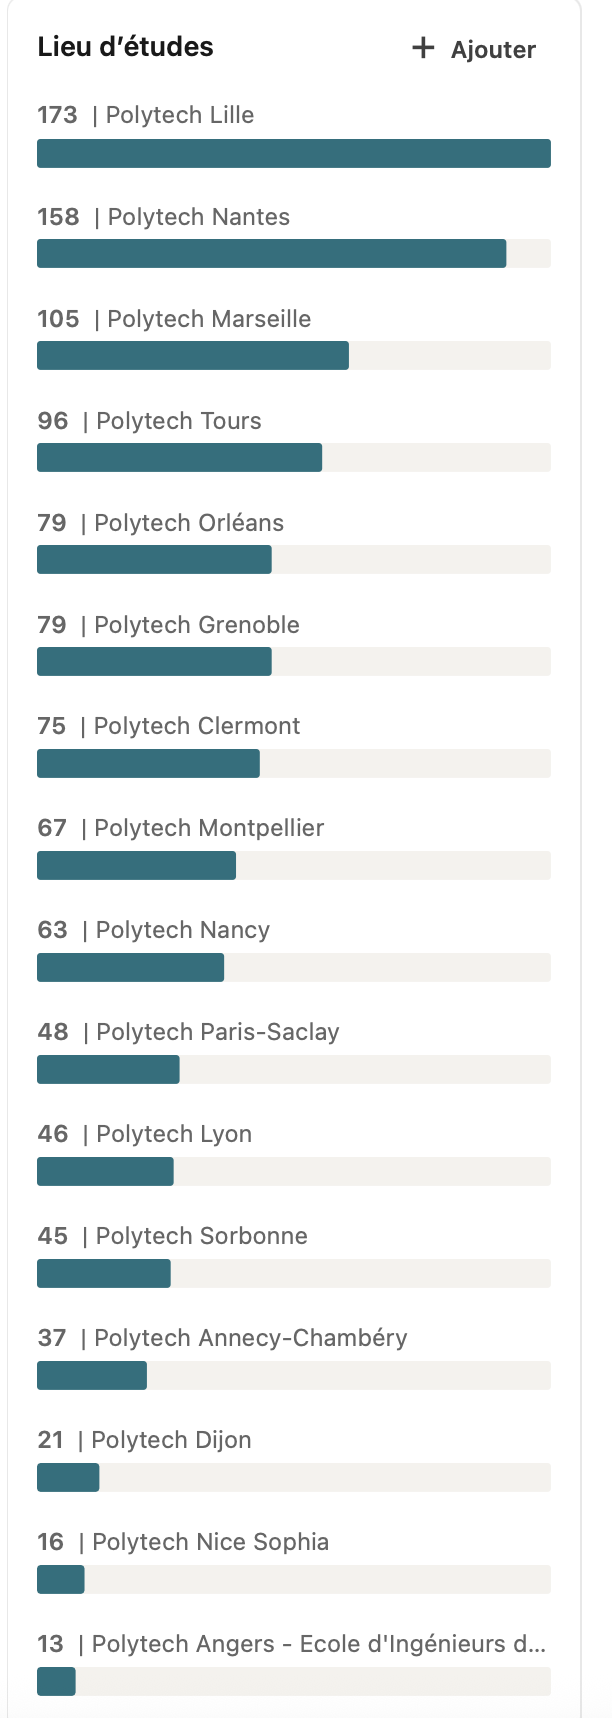 Lieu d’études
+ Ajouter
173 | Polytech Lille
158 | Polytech Nantes
105 | Polytech Marseille
96 | Polytech Tours
79 | Polytech Orléans
79 | Polytech Grenoble
75 | Polytech Clermont
67 | Polytech Montpellier
63 | Polytech Nancy
48 | Polytech Paris-Saclay
46 | Polytech Lyon
45 | Polytech Sorbonne
37 | Polytech Annecy-Chambéry
21 | Polytech Dijon
16 | Polytech Nice Sophia
13 | Polytech Angers - Ecole d'Ingénieurs d...